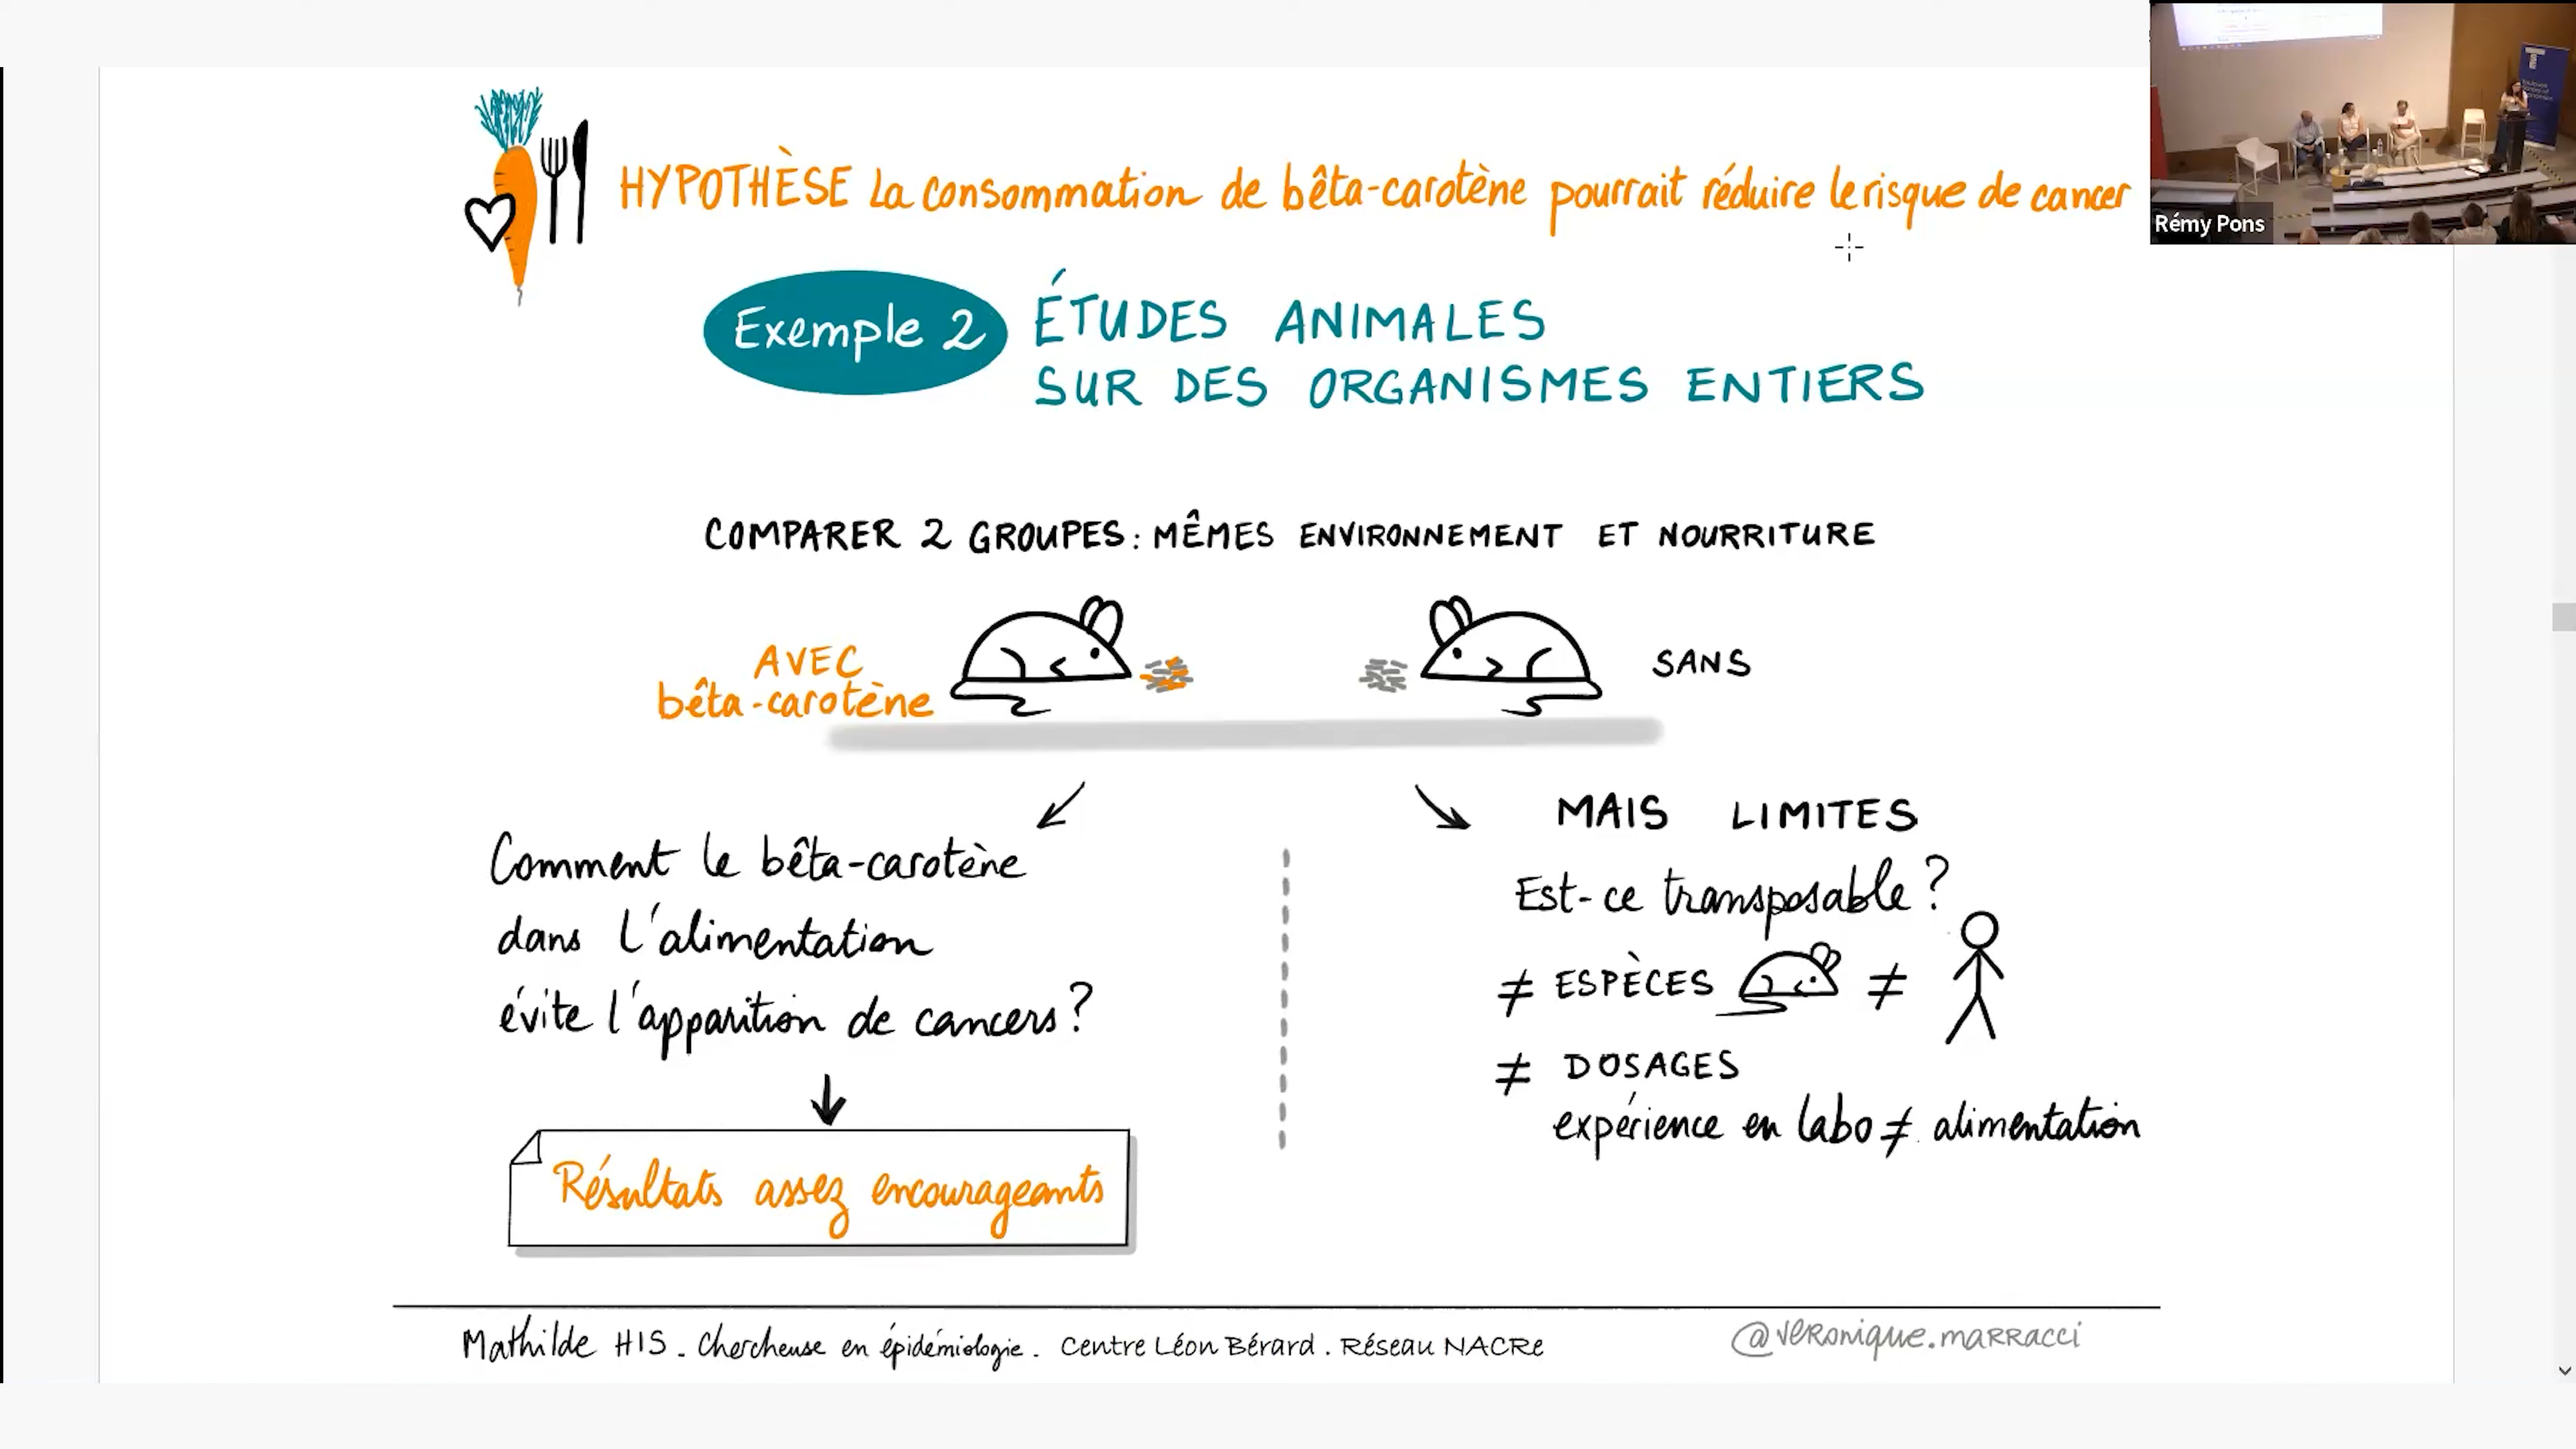 HYPOTHÈSE La consommation de bêta-carotène pourrait réduire le risque de cancer
Rémy Pons
Exemple 2
ÉTUDES ANIMALES
SUR DES ORGANISMES ENTIERS
COMPARER 2 GROUPES : MÊMES ENVIRONNEMENT ET NOURRITURE
AVEC
bêta-carotène
SANS
Comment le bêta-carotène
dans l'alimentation
évite l'apparition de cancers ?
Résultats assez encourageants
MAIS LIMITES
Est-ce transposable ?
≠ ESPÈCES ≠
≠ DOSAGES
expérience en labo ≠ alimentation
Mathilde HIS . Chercheuse en épidémiologie . Centre Léon Bérard . Réseau NACRe
@veronique.marracci